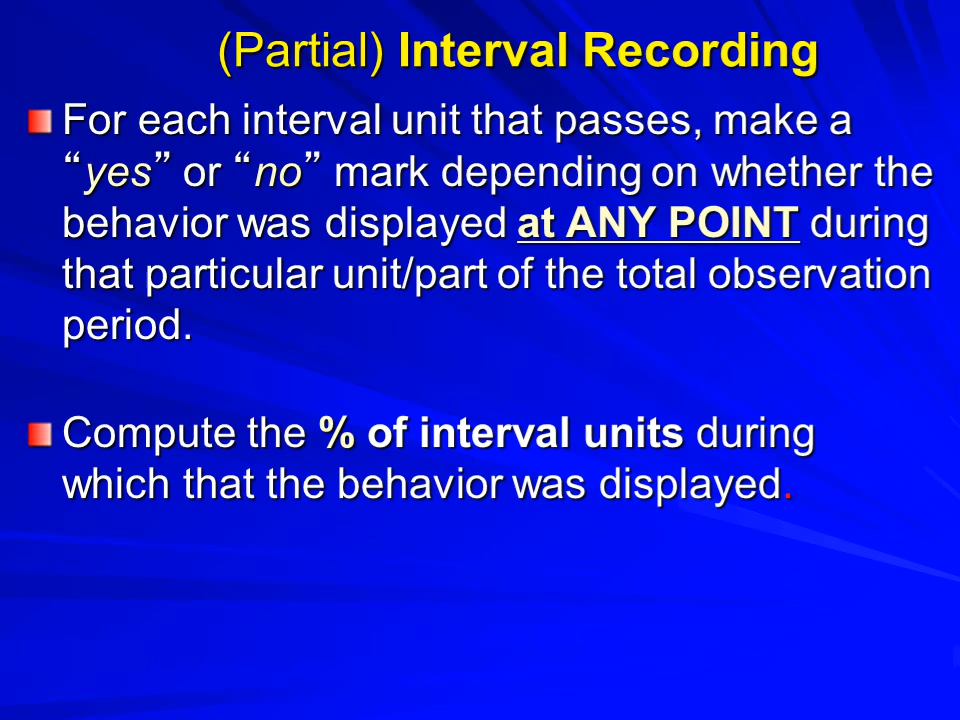 (Partial) Interval Recording
For each interval unit that passes, make a
“yes” or “no” mark depending on whether the
behavior was displayed at ANY POINT during
that particular unit/part of the total observation
period.
Compute the % of interval units during
which that the behavior was displayed.